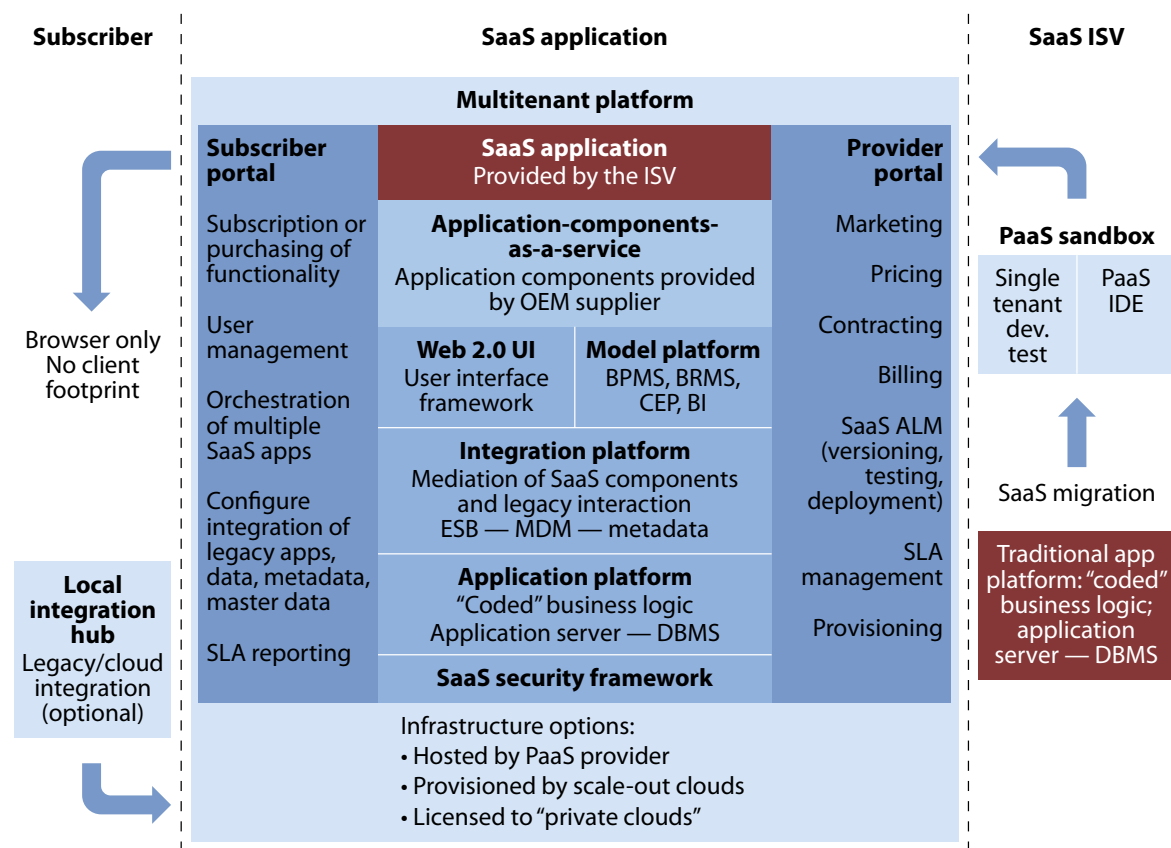 Subscriber
SaaS application
SaaS ISV
Browser only
No client
footprint
Local
integration
hub
Legacy/cloud
integration
(optional)
Multitenant platform
Subscriber
portal
Subscription or
purchasing of
functionality
User
management
Orchestration
of multiple
SaaS apps
Configure
integration of
legacy apps,
data, metadata,
master data
SLA reporting
SaaS application
Provided by the ISV
Application-components-
as-a-service
Application components provided
by OEM supplier
Web 2.0 UI
User interface
framework
Model platform
BPMS, BRMS,
CEP, BI
Integration platform
Mediation of SaaS components
and legacy interaction
ESB — MDM — metadata
Application platform
“Coded” business logic
Application server — DBMS
SaaS security framework
Provider
portal
Marketing
Pricing
Contracting
Billing
SaaS ALM
(versioning,
testing,
deployment)
SLA
management
Provisioning
Infrastructure options:
• Hosted by PaaS provider
• Provisioned by scale-out clouds
• Licensed to “private clouds”
PaaS sandbox
Single
tenant
dev.
test
PaaS
IDE
SaaS migration
Traditional app
platform: “coded”
business logic;
application
server — DBMS